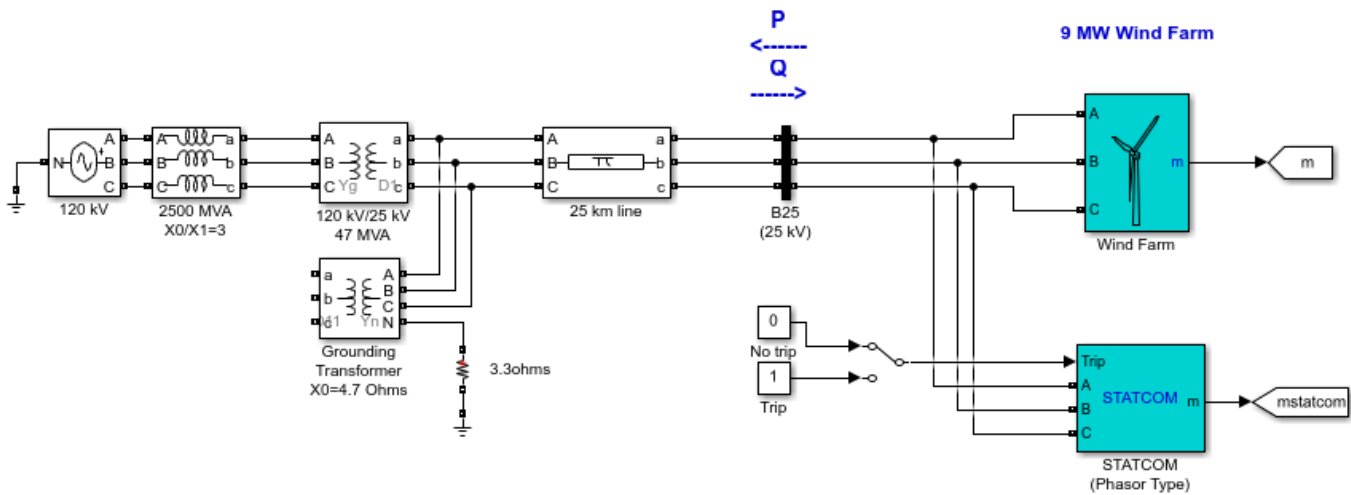 P
<------
Q
------>
9 MW Wind Farm
N
A
B
C
120 kV
A
B
C
a
b
c
2500 MVA
X0/X1=3
A
B
C
a
b
c
Yg
D1
120 kV/25 kV
47 MVA
A
B
C
a
b
c
25 km line
B25
(25 kV)
A
B
C
m
Wind Farm
m
a
b
c
A
B
C
N
Yn
Grounding
Transformer
X0=4.7 Ohms
3.3ohms
0
No trip
1
Trip
Trip
A
B
C
STATCOM
m
STATCOM
(Phasor Type)
mstatcom